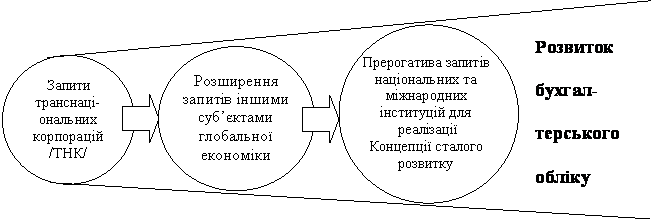 Запити
транснаці-
ональних
корпорацій
/ТНК/
Розширення
запитів іншими
суб’єктами
глобальної
економіки
Прерогатива запитів
національних та
міжнародних
інституцій для
реалізації
Концепції сталого
розвитку
Розвиток
бухгал-
терського
обліку